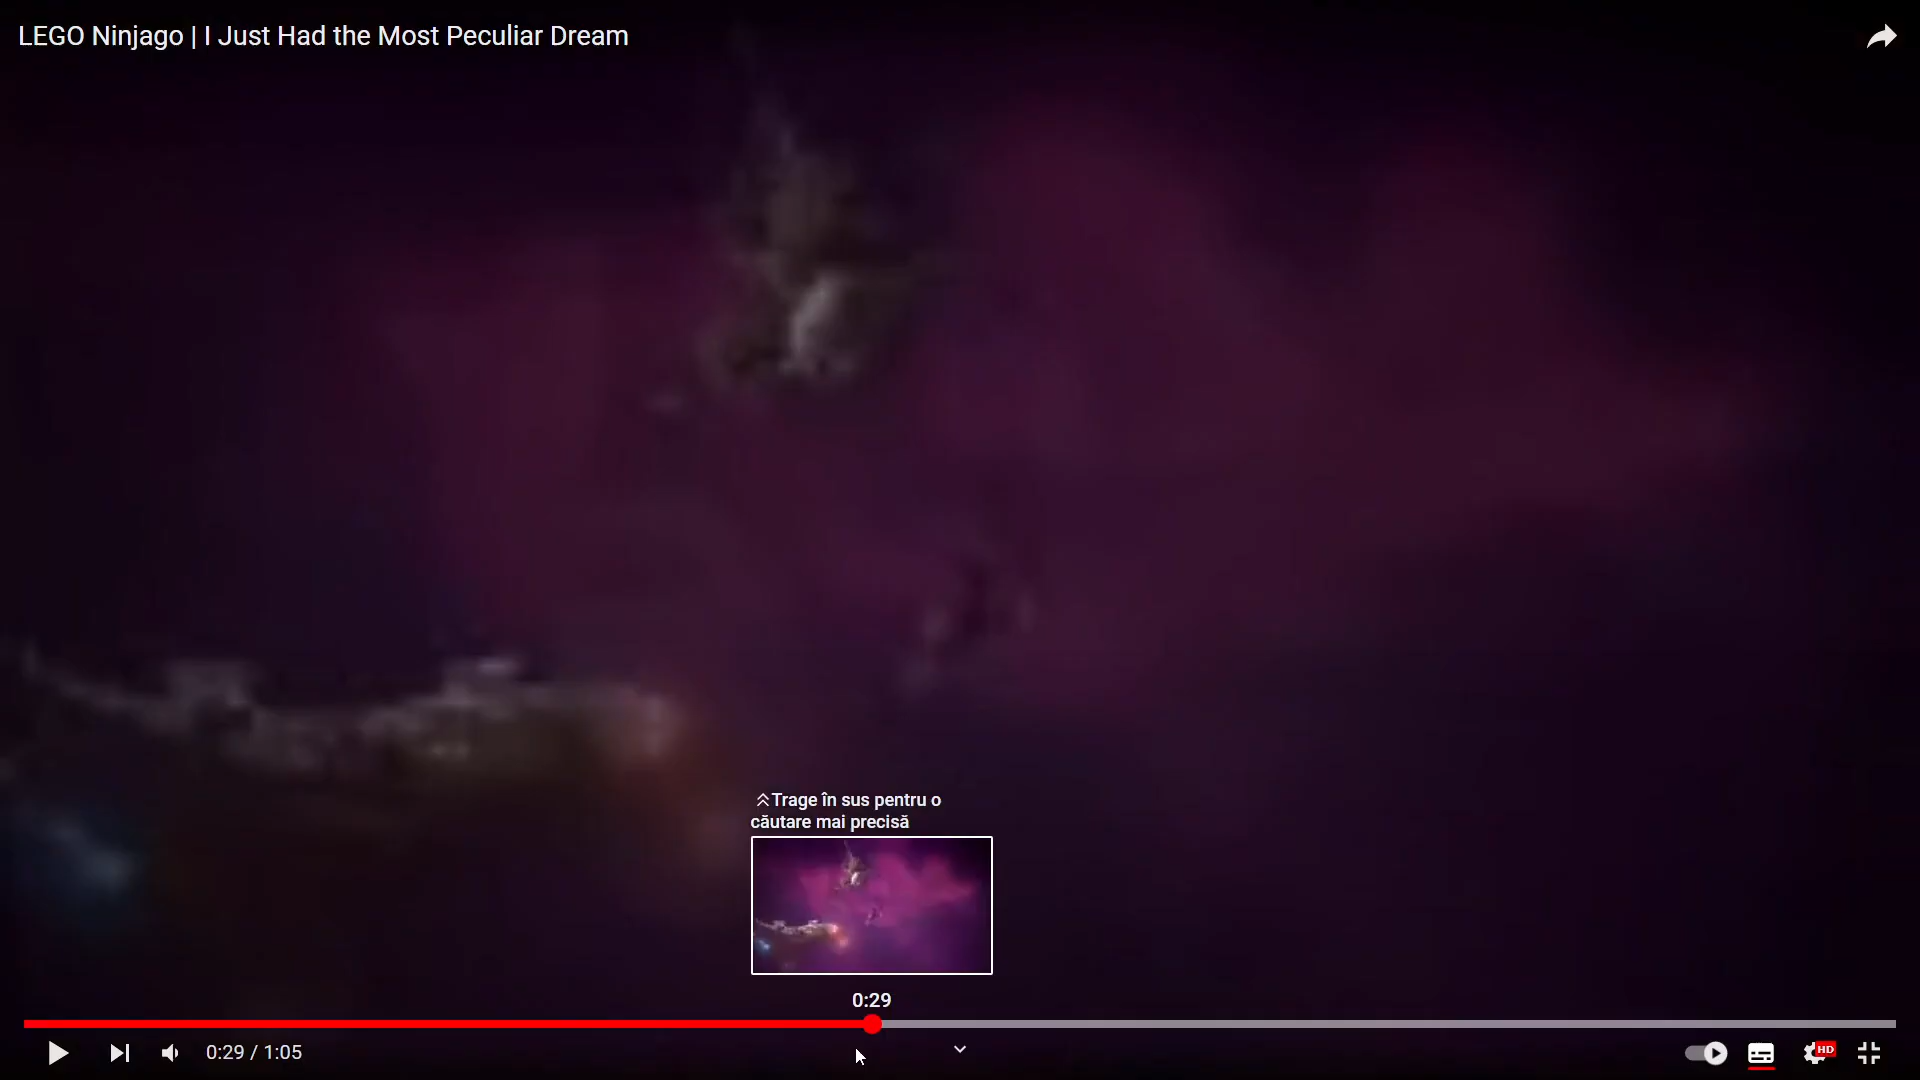 LEGO Ninjago | I Just Had the Most Peculiar Dream
Trage în sus pentru o
căutare mai precisă
0:29
0:29 / 1:05
HD